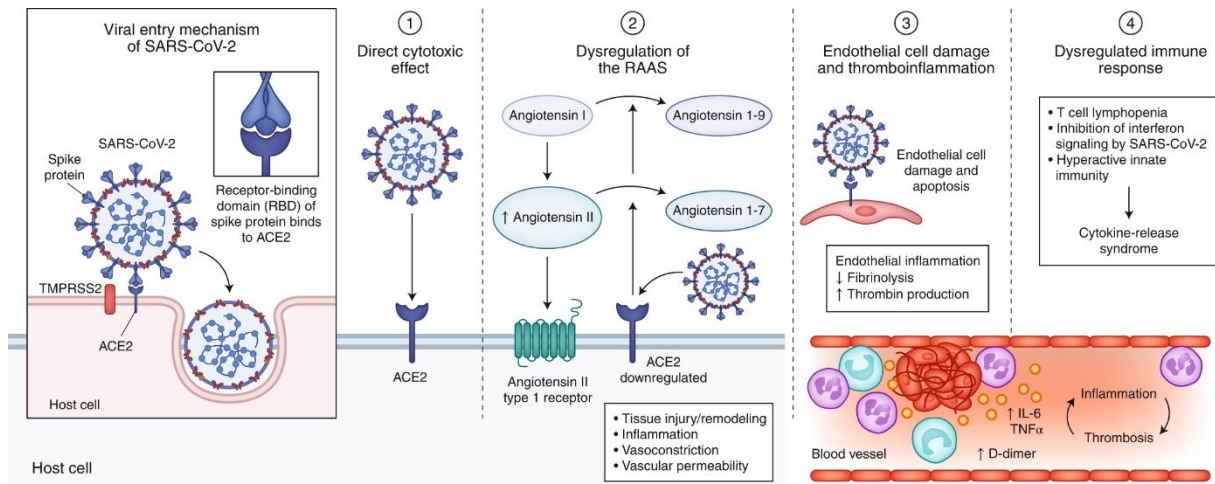 Viral entry mechanism
of SARS-CoV-2
SARS-CoV-2
Spike
protein
Receptor-binding
domain (RBD) of
spike protein binds
to ACE2
TMPRSS2
ACE2
Host cell
Host cell
1
Direct cytotoxic
effect
ACE2
2
Dysregulation of
the RAAS
Angiotensin I
Angiotensin 1-9
↑ Angiotensin II
Angiotensin 1-7
Angiotensin II
type 1 receptor
ACE2
downregulated
• Tissue injury/remodeling
• Inflammation
• Vasoconstriction
• Vascular permeability
3
Endothelial cell damage
and thromboinflammation
Endothelial cell
damage and
apoptosis
Endothelial inflammation
↓ Fibrinolysis
↑ Thrombin production
4
Dysregulated immune
response
• T cell lymphopenia
• Inhibition of interferon
signaling by SARS-CoV-2
• Hyperactive innate
immunity
Cytokine-release
syndrome
↑ IL-6
TNFα
Inflammation
Thrombosis
Blood vessel
↑ D-dimer